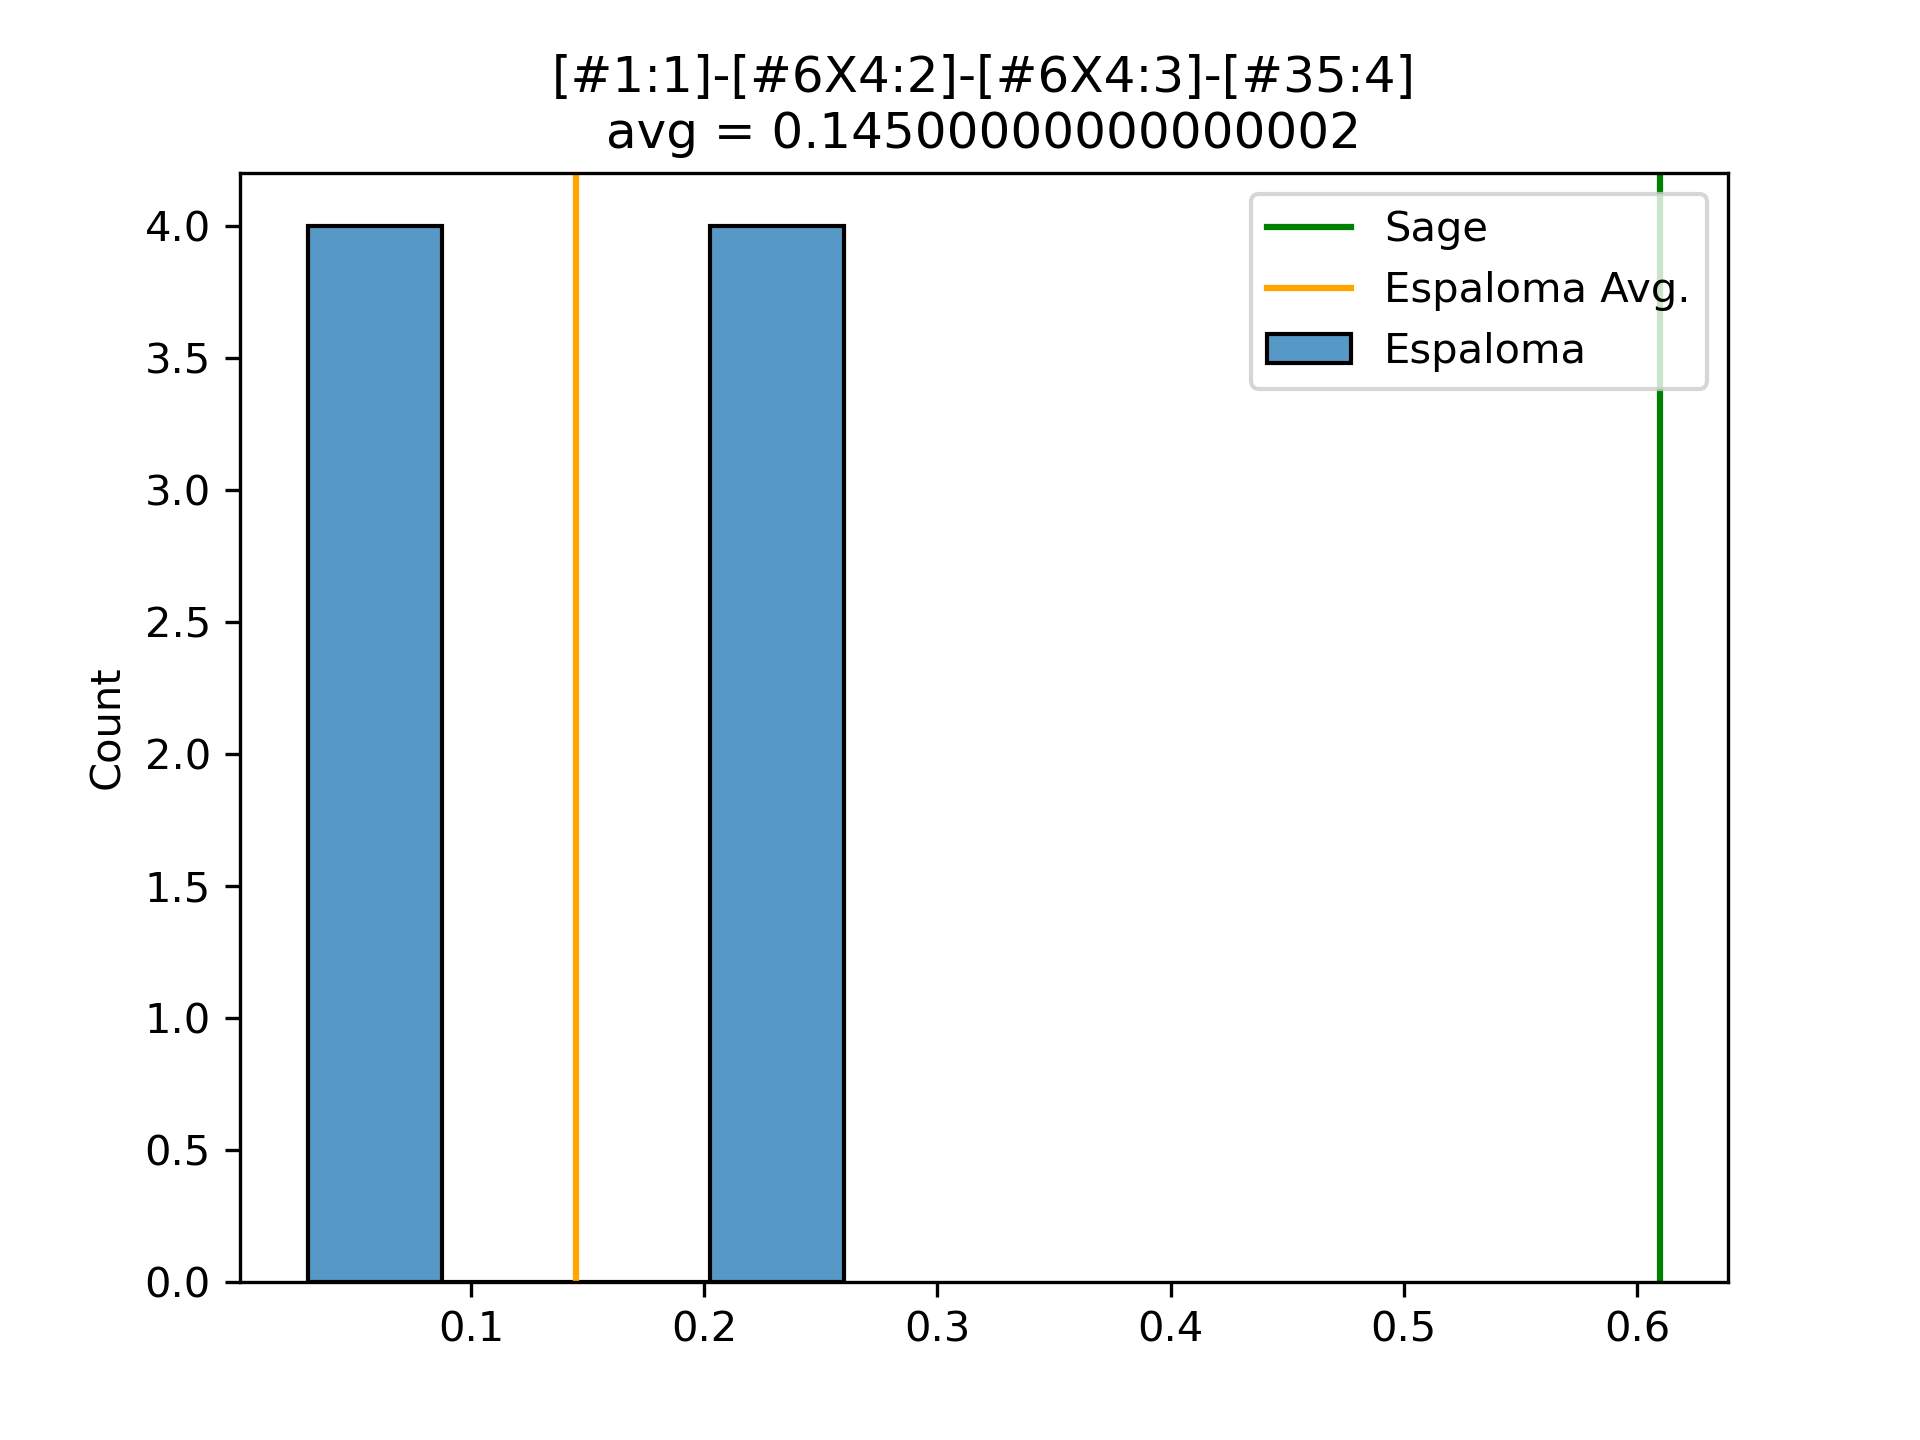 [#1:1]-[#6X4:2]-[#6X4:3]-[#35:4]
avg = 0.14500000000000002
Sage
Espaloma Avg.
Espaloma
Count
4.0
3.5
3.0
2.5
2.0
1.5
1.0
0.5
0.0
0.1 0.2 0.3 0.4 0.5 0.6